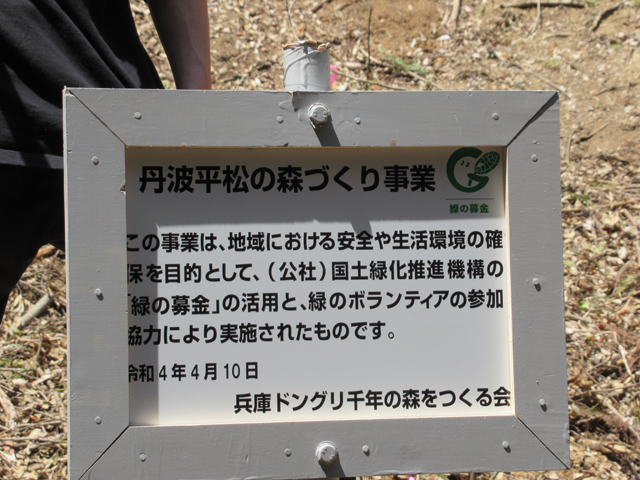 丹波平松の森づくり事業
緑の募金
この事業は、地域における安全や生活環境の確
保を目的として、(公社)国土緑化推進機構の
「緑の募金」の活用と、緑のボランティアの参加
協力により実施されたものです。
令和4年4月10日
兵庫ドングリ千年の森をつくる会